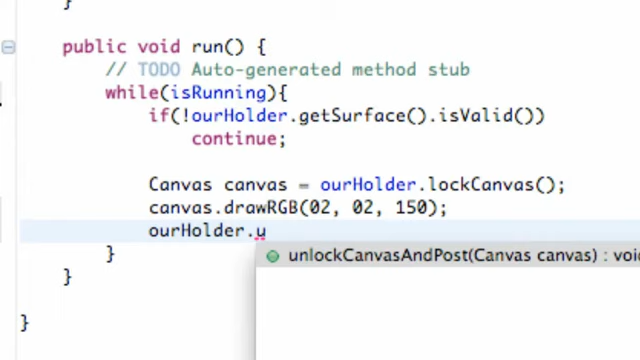 }
public void run() {
// TODO Auto-generated method stub
while(isRunning){
if(!ourHolder.getSurface().isValid())
continue;
Canvas canvas = ourHolder.lockCanvas();
canvas.drawRGB(02, 02, 150);
ourHolder.u
unlockCanvasAndPost(Canvas canvas) : void
}
}
}